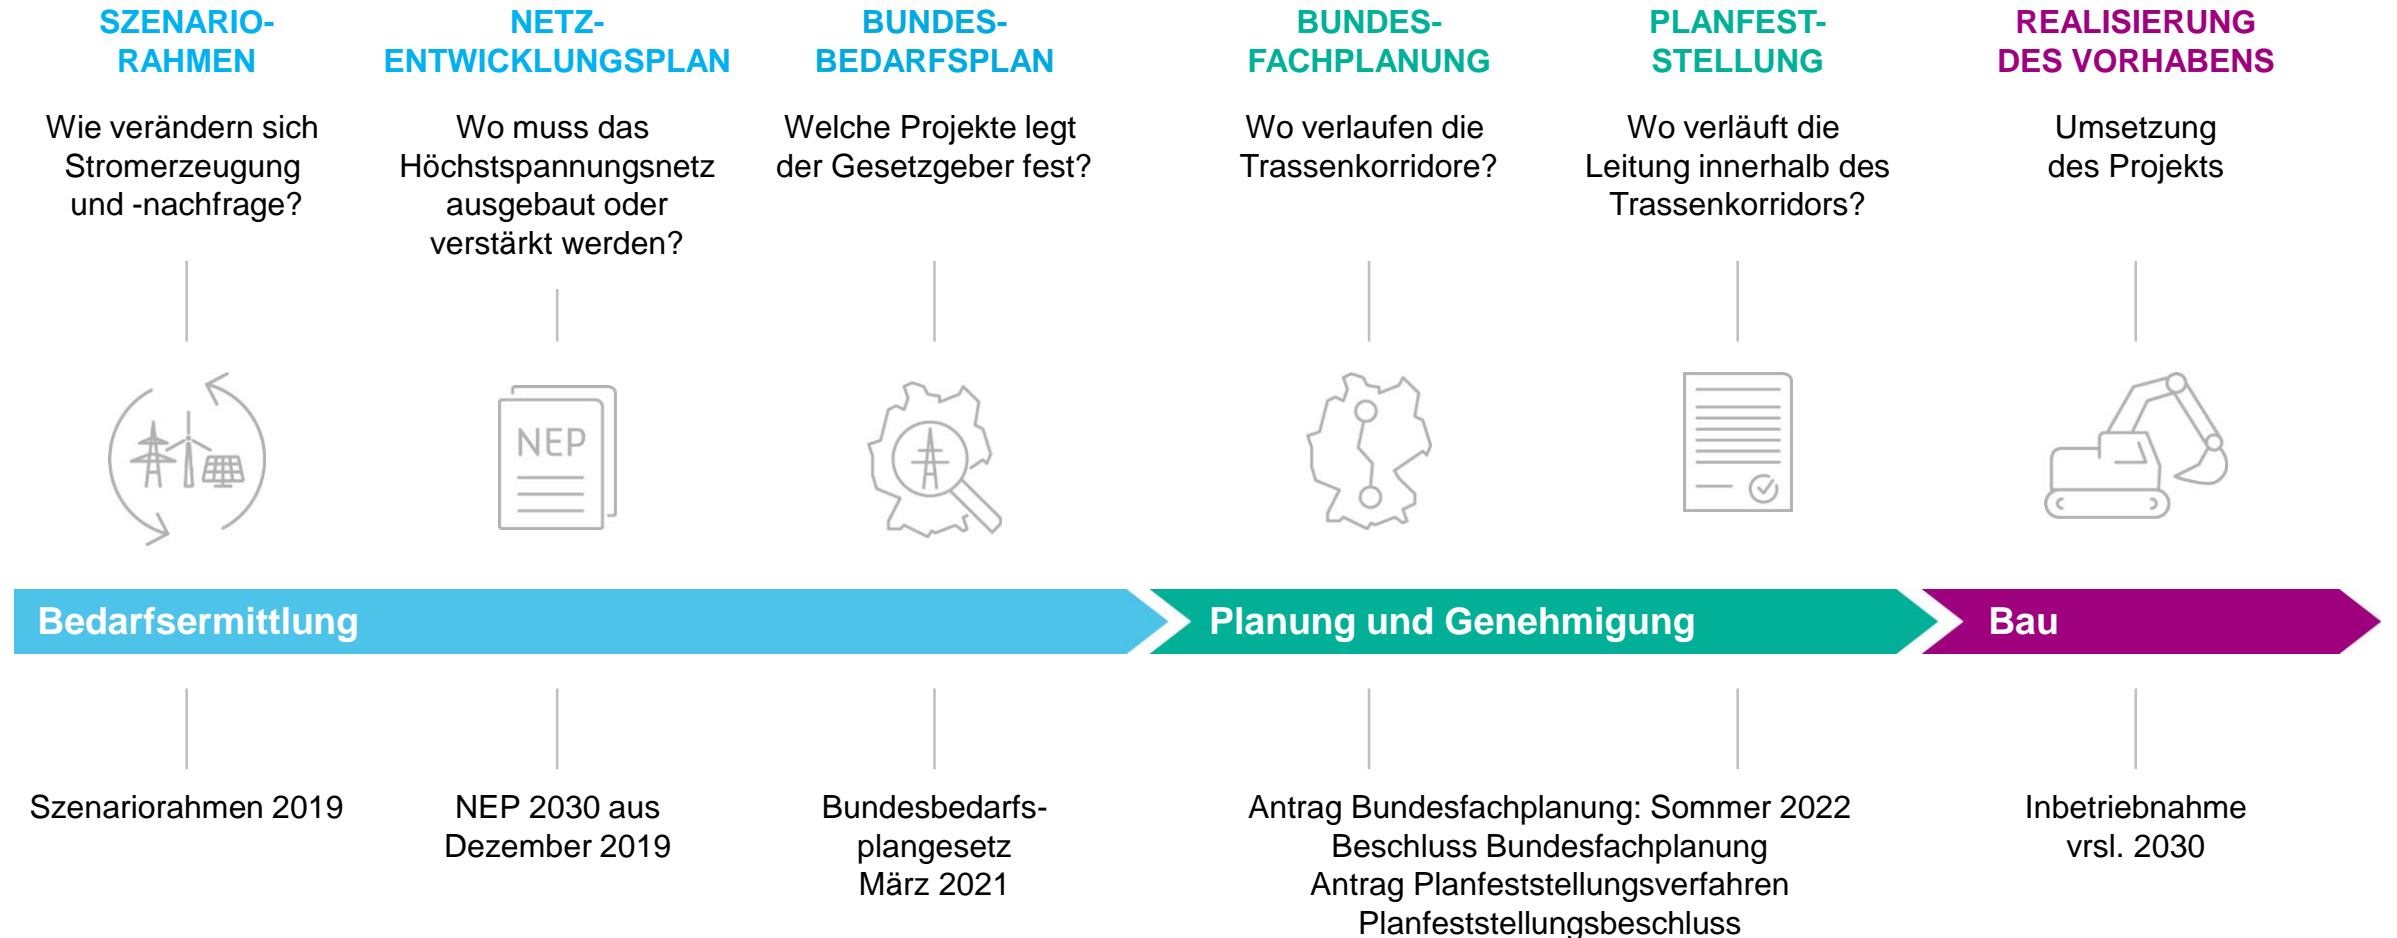 SZENARIO-
RAHMEN
Wie verändern sich
Stromerzeugung
und -nachfrage?
NETZ-
ENTWICKLUNGSPLAN
Wo muss das
Höchstspannungsnetz
ausgebaut oder
verstärkt werden?
BUNDES-
BEDARFSPLAN
Welche Projekte legt
der Gesetzgeber fest?
BUNDES-
FACHPLANUNG
Wo verlaufen die
Trassenkorridore?
PLANFEST-
STELLUNG
Wo verläuft die
Leitung innerhalb des
Trassenkorridors?
REALISIERUNG
DES VORHABENS
Umsetzung
des Projekts
NEP
Bedarfsermittlung
Planung und Genehmigung
Bau
Szenariorahmen 2019
NEP 2030 aus
Dezember 2019
Bundesbedarfs-
plangesetz
März 2021
Antrag Bundesfachplanung: Sommer 2022
Beschluss Bundesfachplanung
Antrag Planfeststellungsverfahren
Planfeststellungsbeschluss
Inbetriebnahme
vrsl. 2030